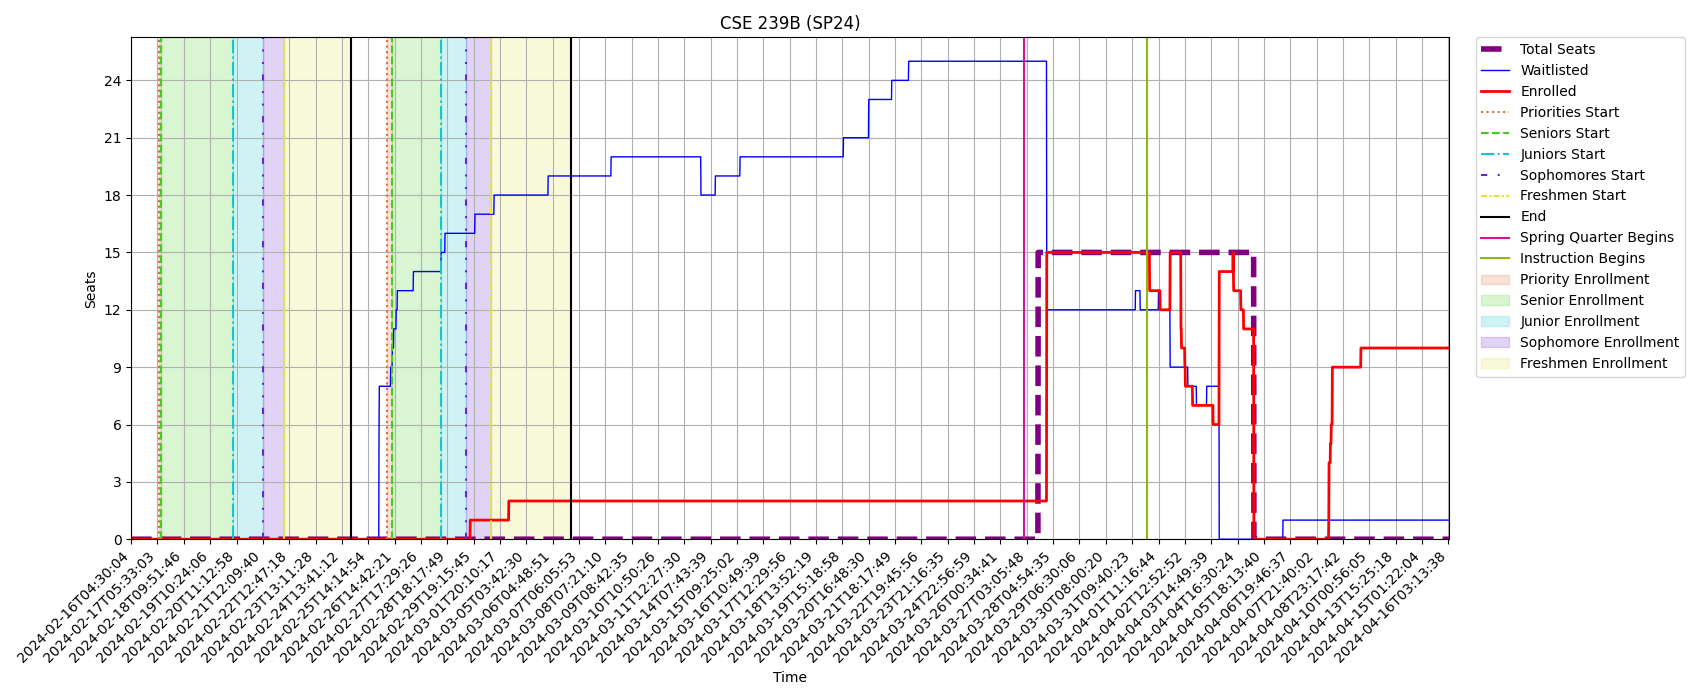 CSE 239B (SP24)
Seats
24
21
18
15
12
9
6
3
0
2024-02-16T04:30:04
2024-02-17T05:33:03
2024-02-18T09:51:46
2024-02-19T10:24:06
2024-02-20T11:12:58
2024-02-21T12:09:40
2024-02-22T12:47:18
2024-02-23T13:11:28
2024-02-24T13:41:12
2024-02-25T14:14:54
2024-02-26T14:42:21
2024-02-27T17:29:26
2024-02-28T18:17:49
2024-02-29T19:15:45
2024-03-01T20:10:17
2024-03-05T03:42:30
2024-03-06T04:48:51
2024-03-07T06:05:53
2024-03-08T07:21:10
2024-03-09T08:42:35
2024-03-10T10:50:26
2024-03-11T12:27:30
2024-03-14T07:43:39
2024-03-15T09:25:02
2024-03-16T10:49:39
2024-03-17T12:29:56
2024-03-18T13:52:19
2024-03-19T15:18:58
2024-03-20T16:48:30
2024-03-21T18:17:49
2024-03-22T19:45:56
2024-03-23T21:16:35
2024-03-24T22:56:59
2024-03-26T00:34:41
2024-03-27T03:05:48
2024-03-28T04:54:35
2024-03-29T06:30:06
2024-03-30T08:00:20
2024-03-31T09:40:23
2024-04-01T11:16:44
2024-04-02T12:52:52
2024-04-03T14:49:39
2024-04-04T16:30:24
2024-04-05T18:13:40
2024-04-06T19:46:37
2024-04-07T21:40:02
2024-04-08T23:17:42
2024-04-10T00:56:05
2024-04-13T15:25:18
2024-04-15T01:22:04
2024-04-16T03:13:38
Time
Total Seats
Waitlisted
Enrolled
Priorities Start
Seniors Start
Juniors Start
Sophomores Start
Freshmen Start
End
Spring Quarter Begins
Instruction Begins
Priority Enrollment
Senior Enrollment
Junior Enrollment
Sophomore Enrollment
Freshmen Enrollment